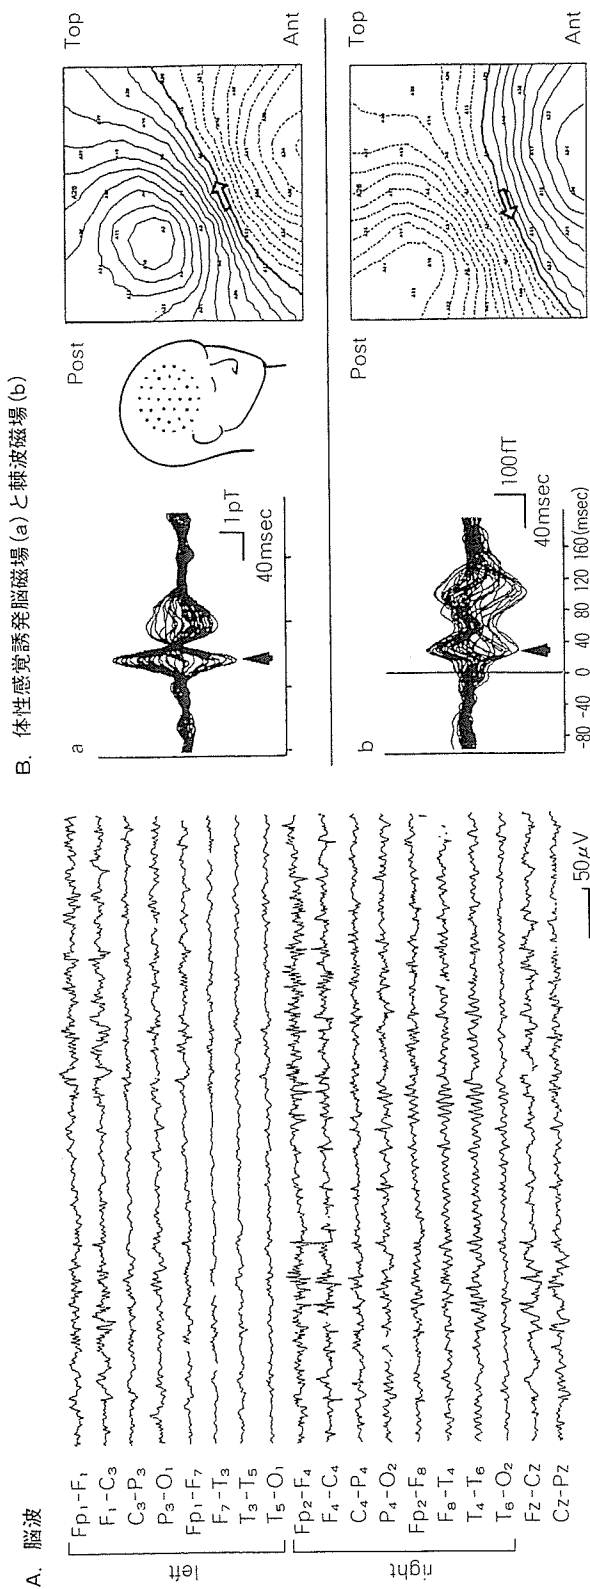 A. 脳波
left
Fp₁-F₁
F₁-C₃
C₃-P₃
P₃-O₁
Fp₁-F₇
F₇-T₃
T₃-T₅
T₅-O₁
right
Fp₂-F₄
F₄-C₄
C₄-P₄
P₄-O₂
Fp₂-F₈
F₈-T₄
T₄-T₆
T₆-O₂
Fz-Cz
Cz-Pz
50μV
B. 体性感覚誘発脳磁場(a)と棘波磁場(b)
a
1pT
40msec
Post
Top
Ant
b
100fT
40msec
-80 -40 0 40 80 120 160(msec)
Post
Top
Ant